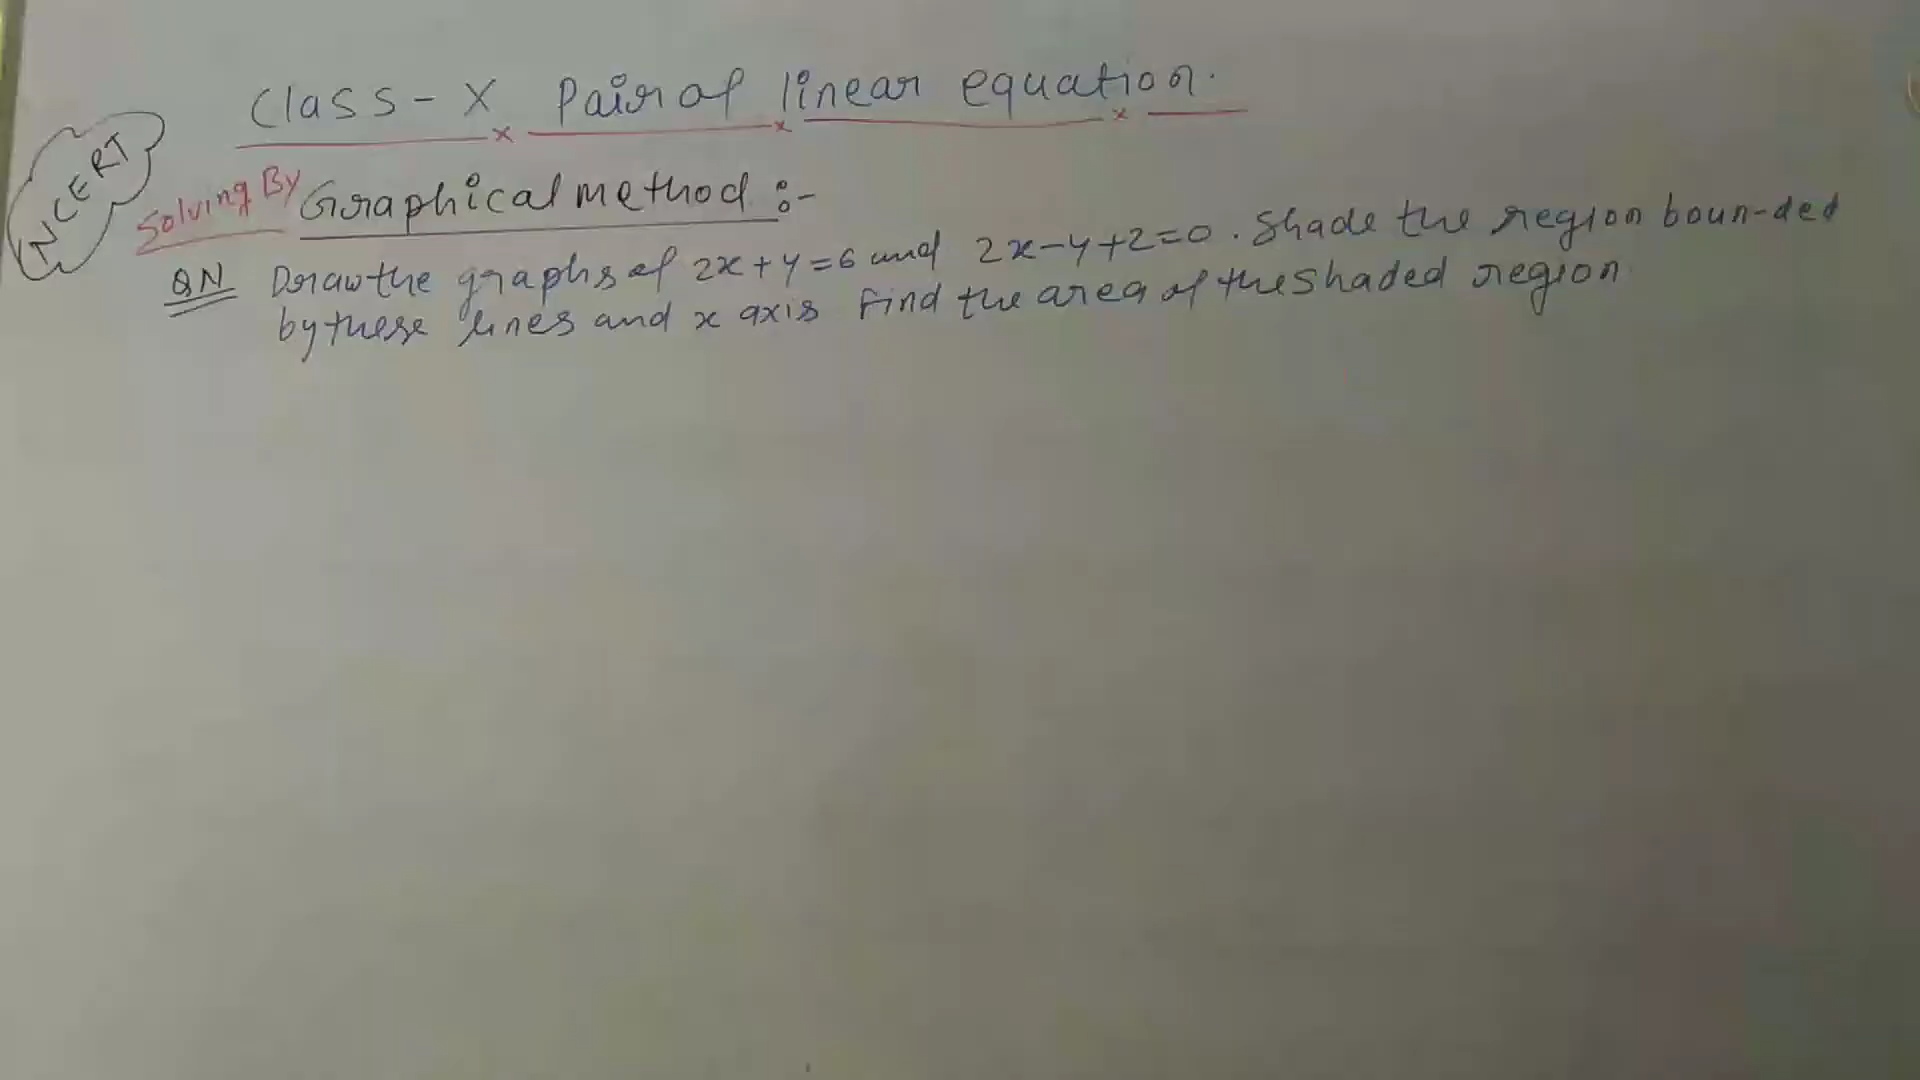 Class - X Pair of linear equation.
NCERT
Solving By Graphical method :-
QN Draw the graphs of 2x+y=6 and 2x-y+2=0. Shade the region boun-ded
by these lines and x axis Find the area of the shaded region